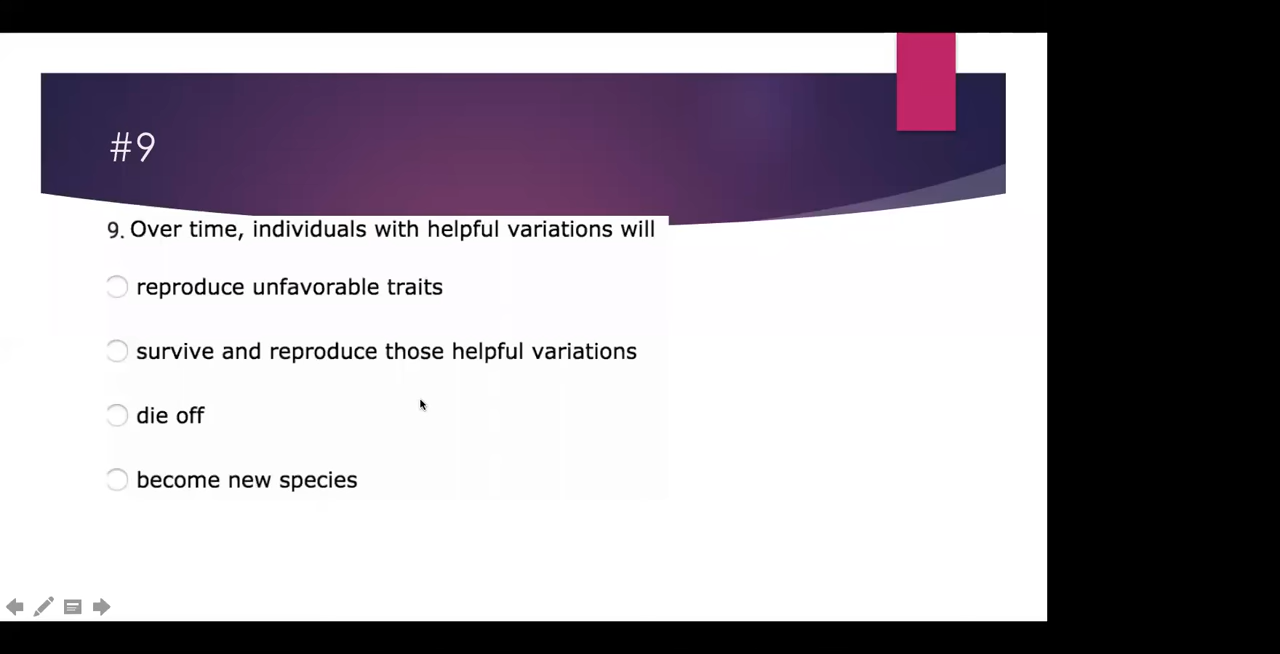 #9
9. Over time, individuals with helpful variations will
reproduce unfavorable traits
survive and reproduce those helpful variations
die off
become new species